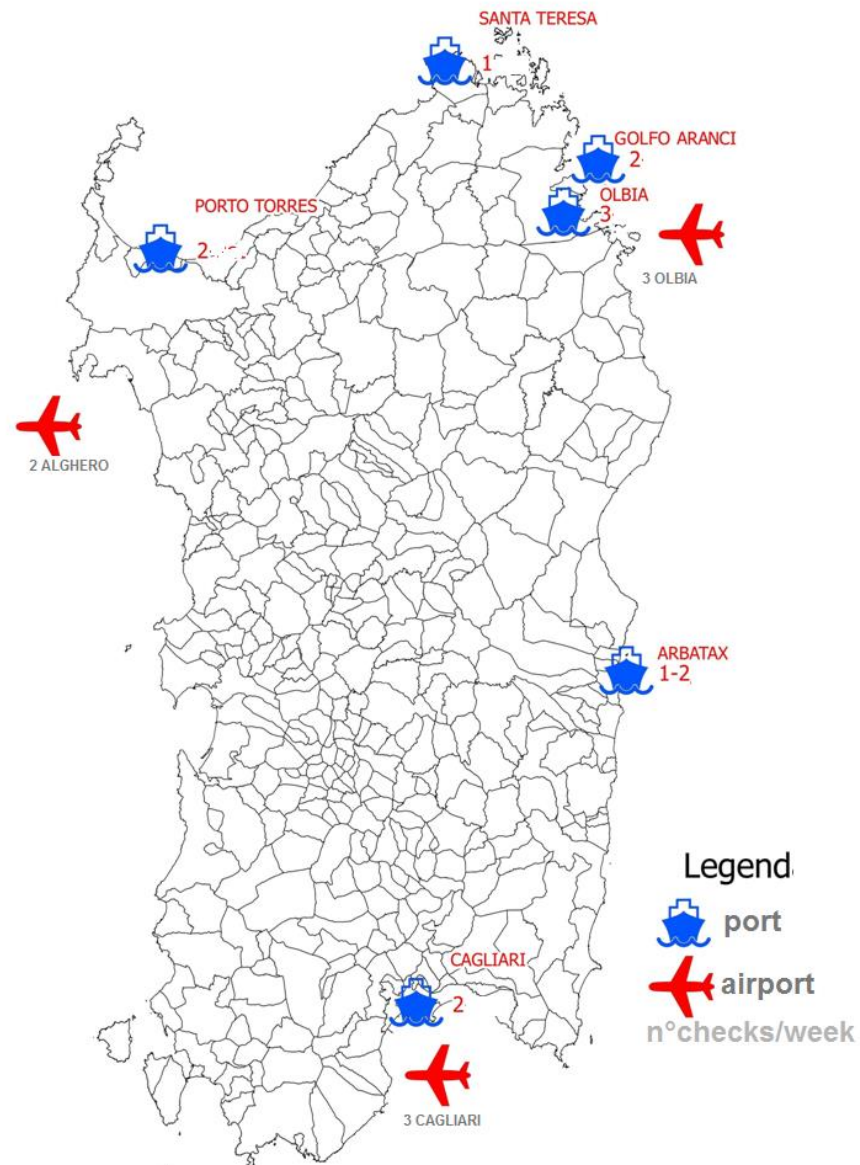 SANTA TERESA
1
GOLFO ARANCI
2
OLBIA
3
PORTO TORRES
2
3 OLBIA
2 ALGHERO
ARBATAX
1-2
Legend
port
CAGLIARI
airport
2
n°checks/week
3 CAGLIARI